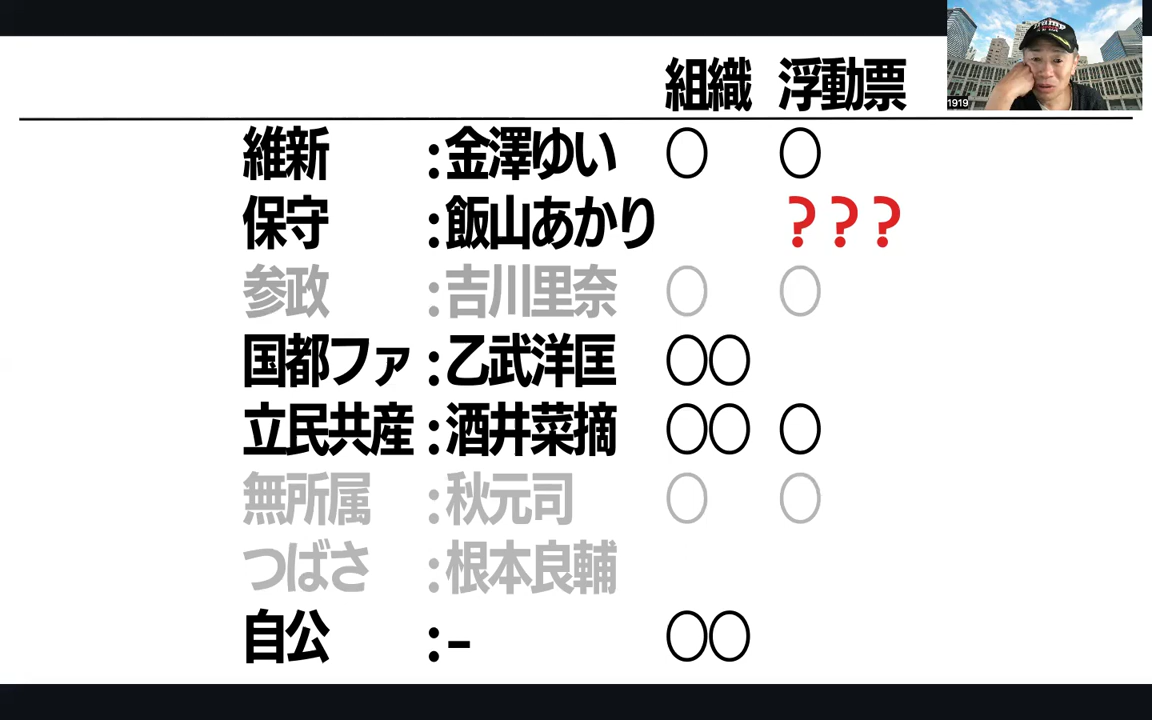 組織 浮動票
維新 :金澤ゆい ○ ○
保守 :飯山あかり ???
参政 :吉川里奈 ○ ○
国都ファ:乙武洋匡 ○○
立民共産:酒井菜摘 ○○ ○
無所属 :秋元司 ○ ○
つばさ :根本良輔
自公 :- ○○
Trump
1919